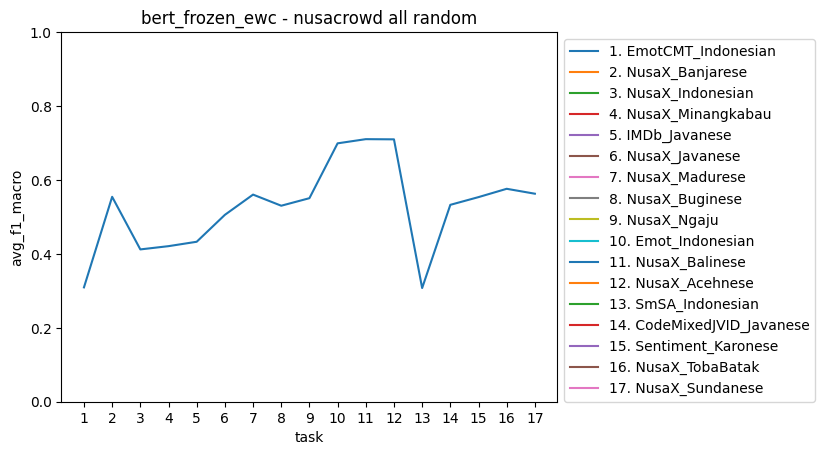 bert_frozen_ewc - nusacrowd all random
avg_f1_macro
1.0
0.8
0.6
0.4
0.2
0.0
1 2 3 4 5 6 7 8 9 10 11 12 13 14 15 16 17
task
1. EmotCMT_Indonesian
2. NusaX_Banjarese
3. NusaX_Indonesian
4. NusaX_Minangkabau
5. IMDb_Javanese
6. NusaX_Javanese
7. NusaX_Madurese
8. NusaX_Buginese
9. NusaX_Ngaju
10. Emot_Indonesian
11. NusaX_Balinese
12. NusaX_Acehnese
13. SmSA_Indonesian
14. CodeMixedJVID_Javanese
15. Sentiment_Karonese
16. NusaX_TobaBatak
17. NusaX_Sundanese